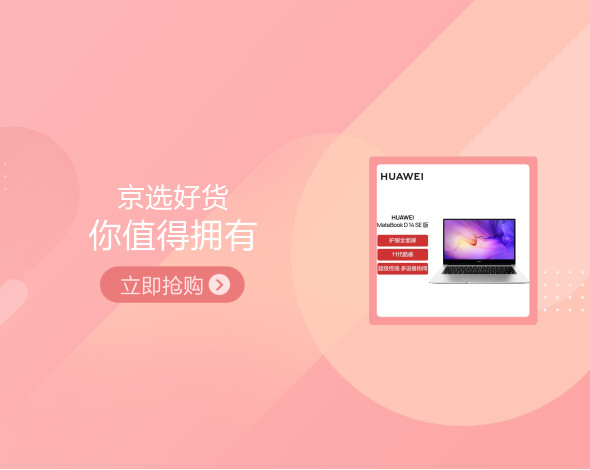 京选好货
你值得拥有
立即抢购
HUAWEI
HUAWEI
MateBook D 14 SE 版
护眼全面屏
11代酷睿
超级终端 多设备协同